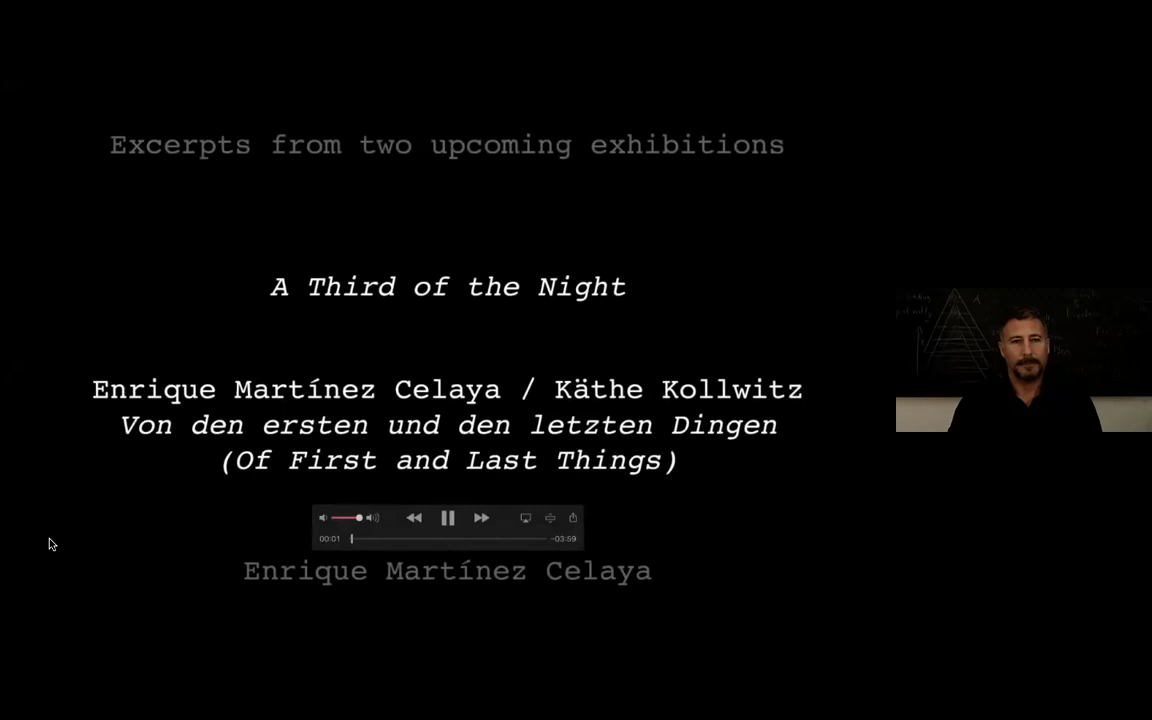 Excerpts from two upcoming exhibitions
A Third of the Night
Enrique Martínez Celaya / Käthe Kollwitz
Von den ersten und den letzten Dingen
(Of First and Last Things)
00:01
-03:59
Enrique Martínez Celaya